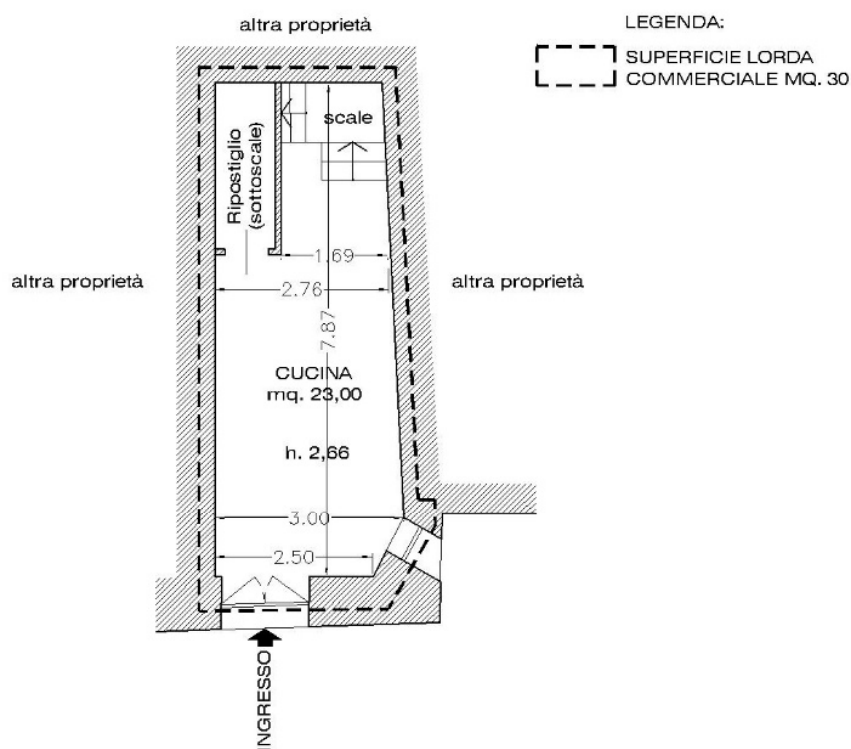 altra proprietà
LEGENDA:
SUPERFICIE LORDA
COMMERCIALE MQ. 30
scale
Ripostiglio
(sottoscale)
1.69
altra proprietà
2.76
altra proprietà
7.87
CUCINA
mq. 23,00
h. 2,66
3.00
2.50
INGRESSO